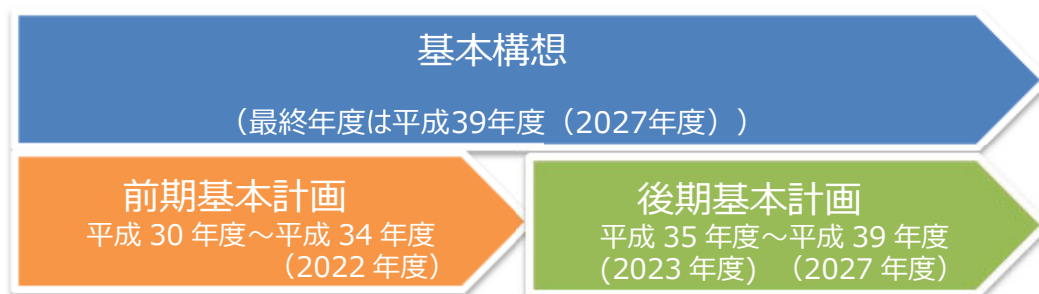 基本構想
（最終年度は平成39年度（2027年度））
前期基本計画
平成 30 年度～平成 34 年度
（2022 年度）
後期基本計画
平成 35 年度～平成 39 年度
(2023 年度) （2027 年度）